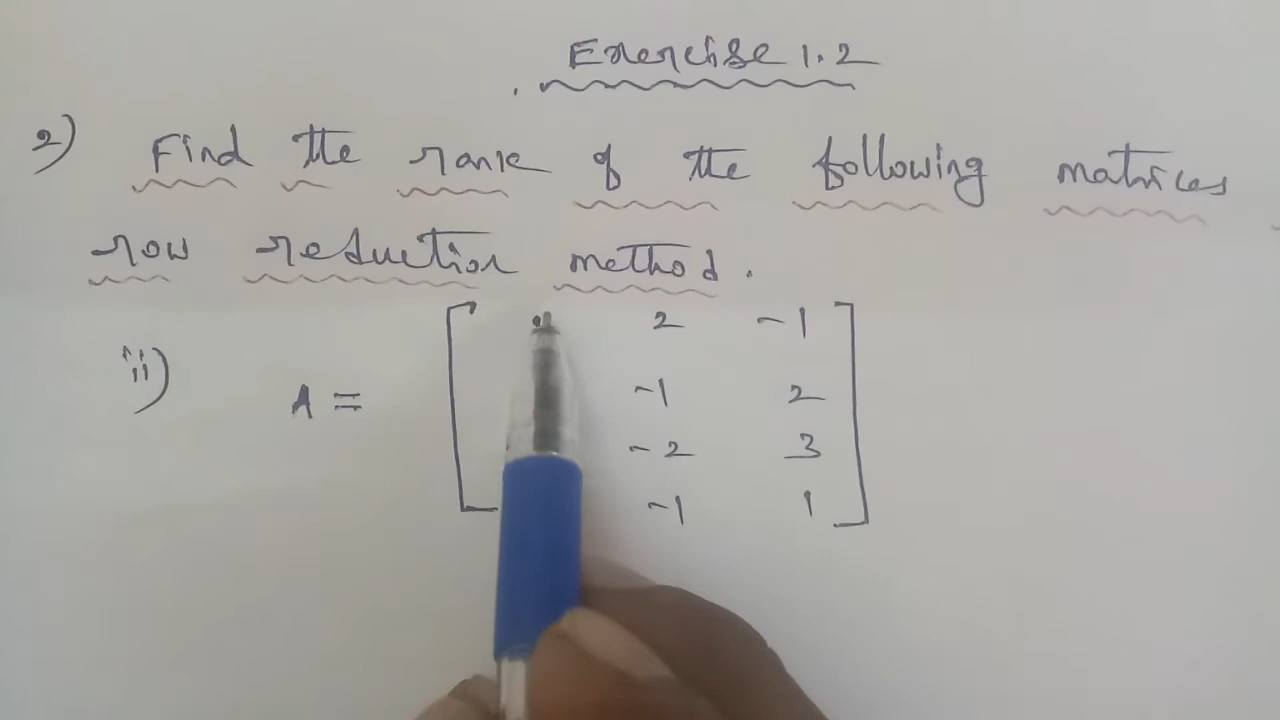 Exercise 1.2
2) Find the rank of the following matrices
row reduction method.
ii) A = [ 2 -1
-1 2
-2 3
-1 1 ]